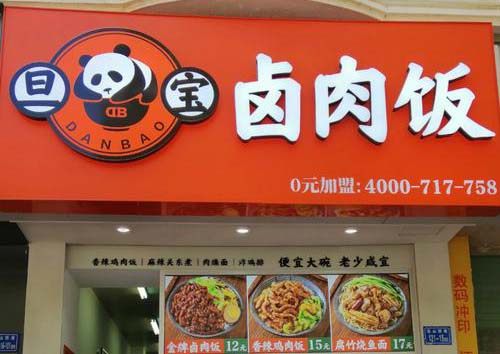 旦
宝
DB
DANBAO
卤肉饭
0元加盟:4000-717-758
香辣鸡肉饭 | 麻辣关东煮 | 肉燥面 | 炸鸡排 便宜大碗 老少咸宜
金牌卤肉饭 12元
香辣鸡肉饭 15元
腐竹烧鱼面 17元
数码冲印